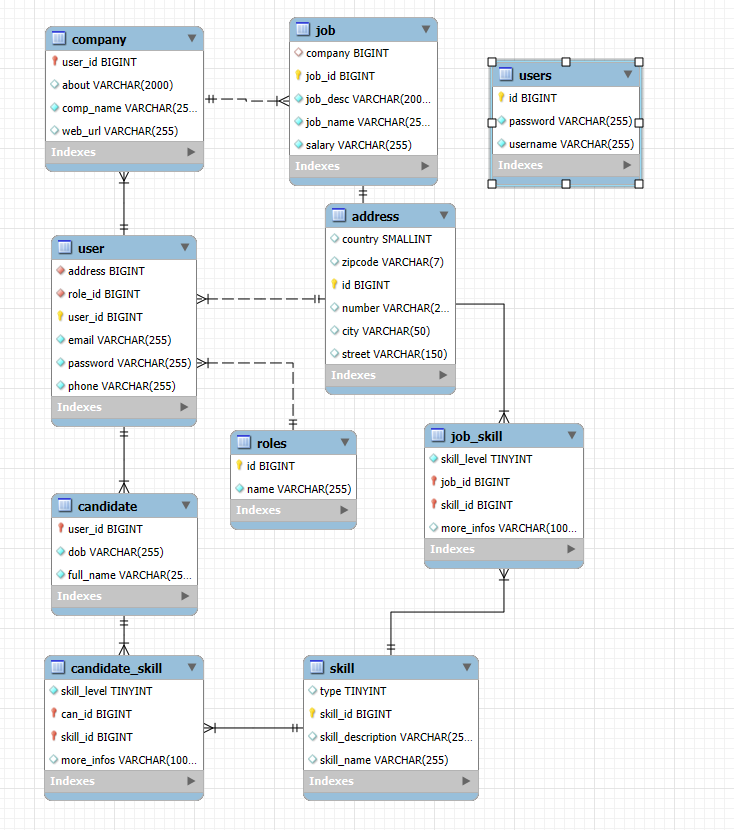 company
user_id BIGINT
about VARCHAR(2000)
comp_name VARCHAR(25...
web_url VARCHAR(255)
Indexes
job
company BIGINT
job_id BIGINT
job_desc VARCHAR(200...
job_name VARCHAR(25...
salary VARCHAR(255)
Indexes
users
id BIGINT
password VARCHAR(255)
username VARCHAR(255)
Indexes
address
country SMALLINT
zipcode VARCHAR(7)
id BIGINT
number VARCHAR(2...
city VARCHAR(50)
street VARCHAR(150)
Indexes
user
address BIGINT
role_id BIGINT
user_id BIGINT
email VARCHAR(255)
password VARCHAR(255)
phone VARCHAR(255)
Indexes
roles
id BIGINT
name VARCHAR(255)
Indexes
job_skill
skill_level TINYINT
job_id BIGINT
skill_id BIGINT
more_infos VARCHAR(100...
Indexes
candidate
user_id BIGINT
dob VARCHAR(255)
full_name VARCHAR(25...
Indexes
candidate_skill
skill_level TINYINT
can_id BIGINT
skill_id BIGINT
more_infos VARCHAR(100...
Indexes
skill
type TINYINT
skill_id BIGINT
skill_description VARCHAR(25...
skill_name VARCHAR(255)
Indexes